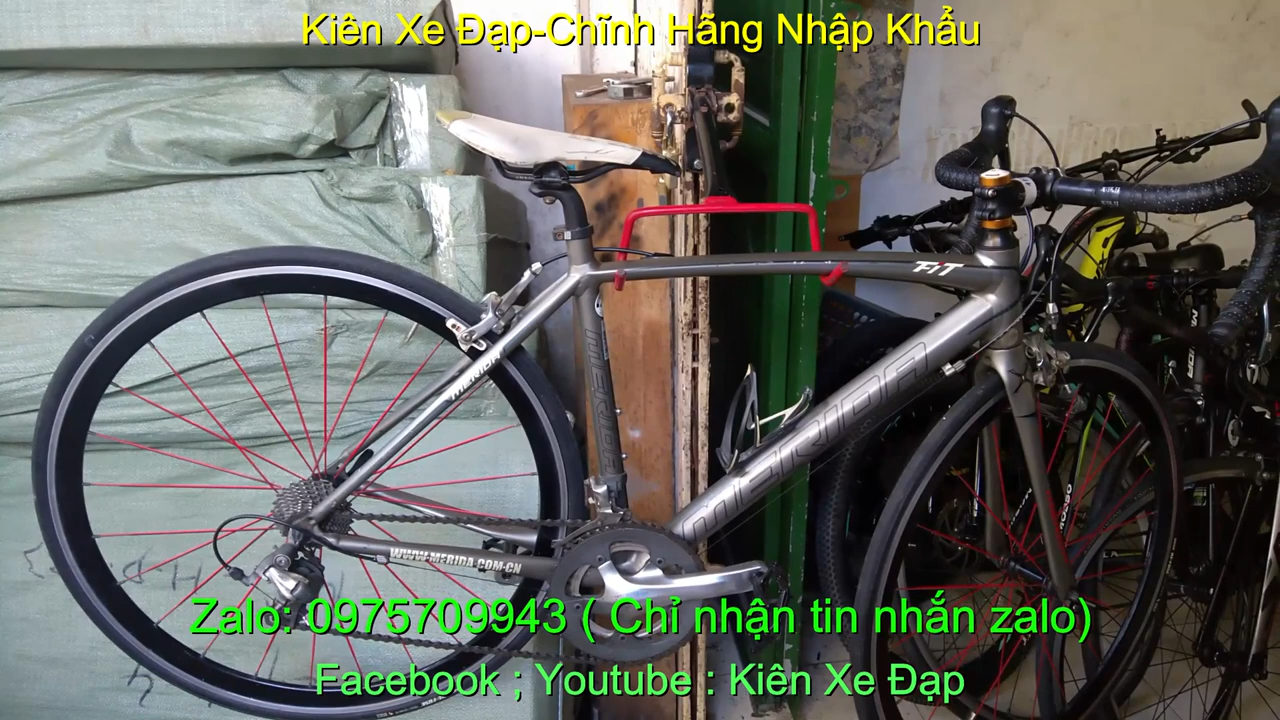 Kiên Xe Đạp-Chĩnh Hãng Nhập Khẩu
FiT
MERIDA
MERIDA
MERIDA
WWW.MERIDA.COM.CN
Zalo: 0975709943 ( Chỉ nhận tin nhắn zalo)
Facebook ; Youtube : Kiên Xe Đạp